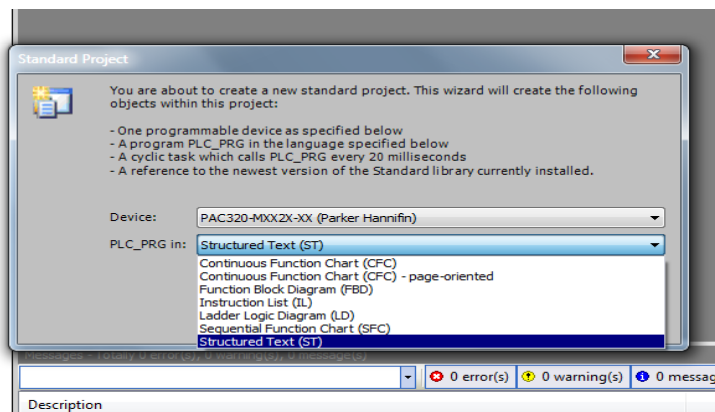 Standard Project
You are about to create a new standard project. This wizard will create the following
objects within this project:
- One programmable device as specified below
- A program PLC_PRG in the language specified below
- A cyclic task which calls PLC_PRG every 20 milliseconds
- A reference to the newest version of the Standard library currently installed.
Device: PAC320-MXX2X-XX (Parker Hannifin)
PLC_PRG in: Structured Text (ST)
Continuous Function Chart (CFC)
Continuous Function Chart (CFC) - page-oriented
Function Block Diagram (FBD)
Instruction List (IL)
Ladder Logic Diagram (LD)
Sequential Function Chart (SFC)
Structured Text (ST)
Messages - Totally 0 error(s), 0 warning(s), 0 message(s)
0 error(s) 0 warning(s) 0 messag
Description